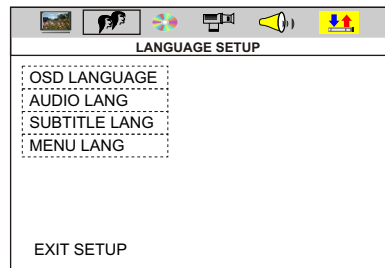 LANGUAGE SETUP
OSD LANGUAGE
AUDIO LANG
SUBTITLE LANG
MENU LANG
EXIT SETUP